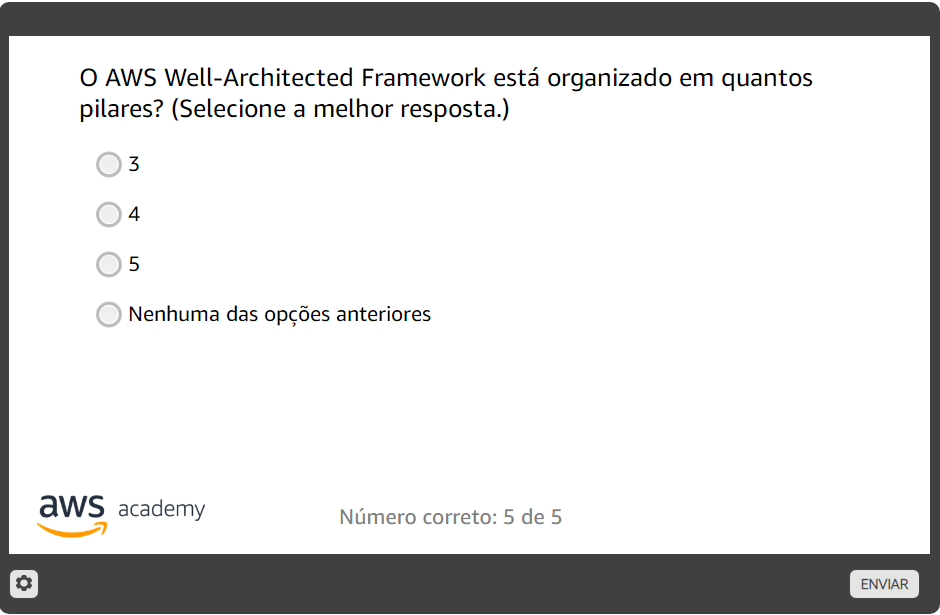 O AWS Well-Architected Framework está organizado em quantos
pilares? (Selecione a melhor resposta.)
3
4
5
Nenhuma das opções anteriores
aws academy
Número correto: 5 de 5
ENVIAR